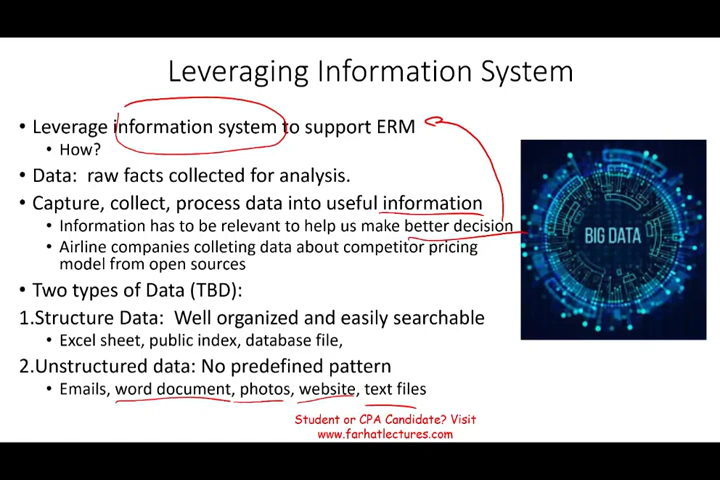 Leveraging Information System
• Leverage information system to support ERM
• How?
• Data: raw facts collected for analysis.
• Capture, collect, process data into useful information
• Information has to be relevant to help us make better decision
• Airline companies colleting data about competitor pricing
model from open sources
BIG DATA
• Two types of Data (TBD):
1.Structure Data: Well organized and easily searchable
• Excel sheet, public index, database file,
2.Unstructured data: No predefined pattern
• Emails, word document, photos, website, text files
Student or CPA Candidate? Visit
www.farhatlectures.com